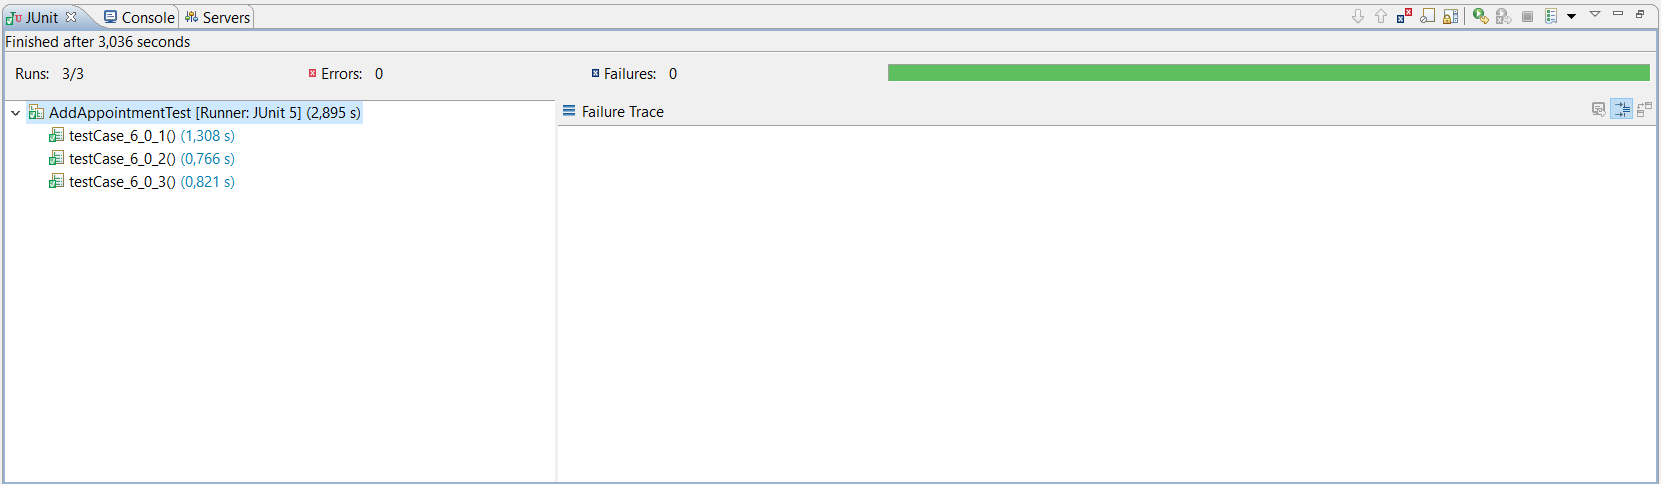 JUnit Console Servers
Finished after 3,036 seconds
Runs: 3/3 Errors: 0 Failures: 0
AddAppointmentTest [Runner: JUnit 5] (2,895 s)
testCase_6_0_1() (1,308 s)
testCase_6_0_2() (0,766 s)
testCase_6_0_3() (0,821 s)
Failure Trace